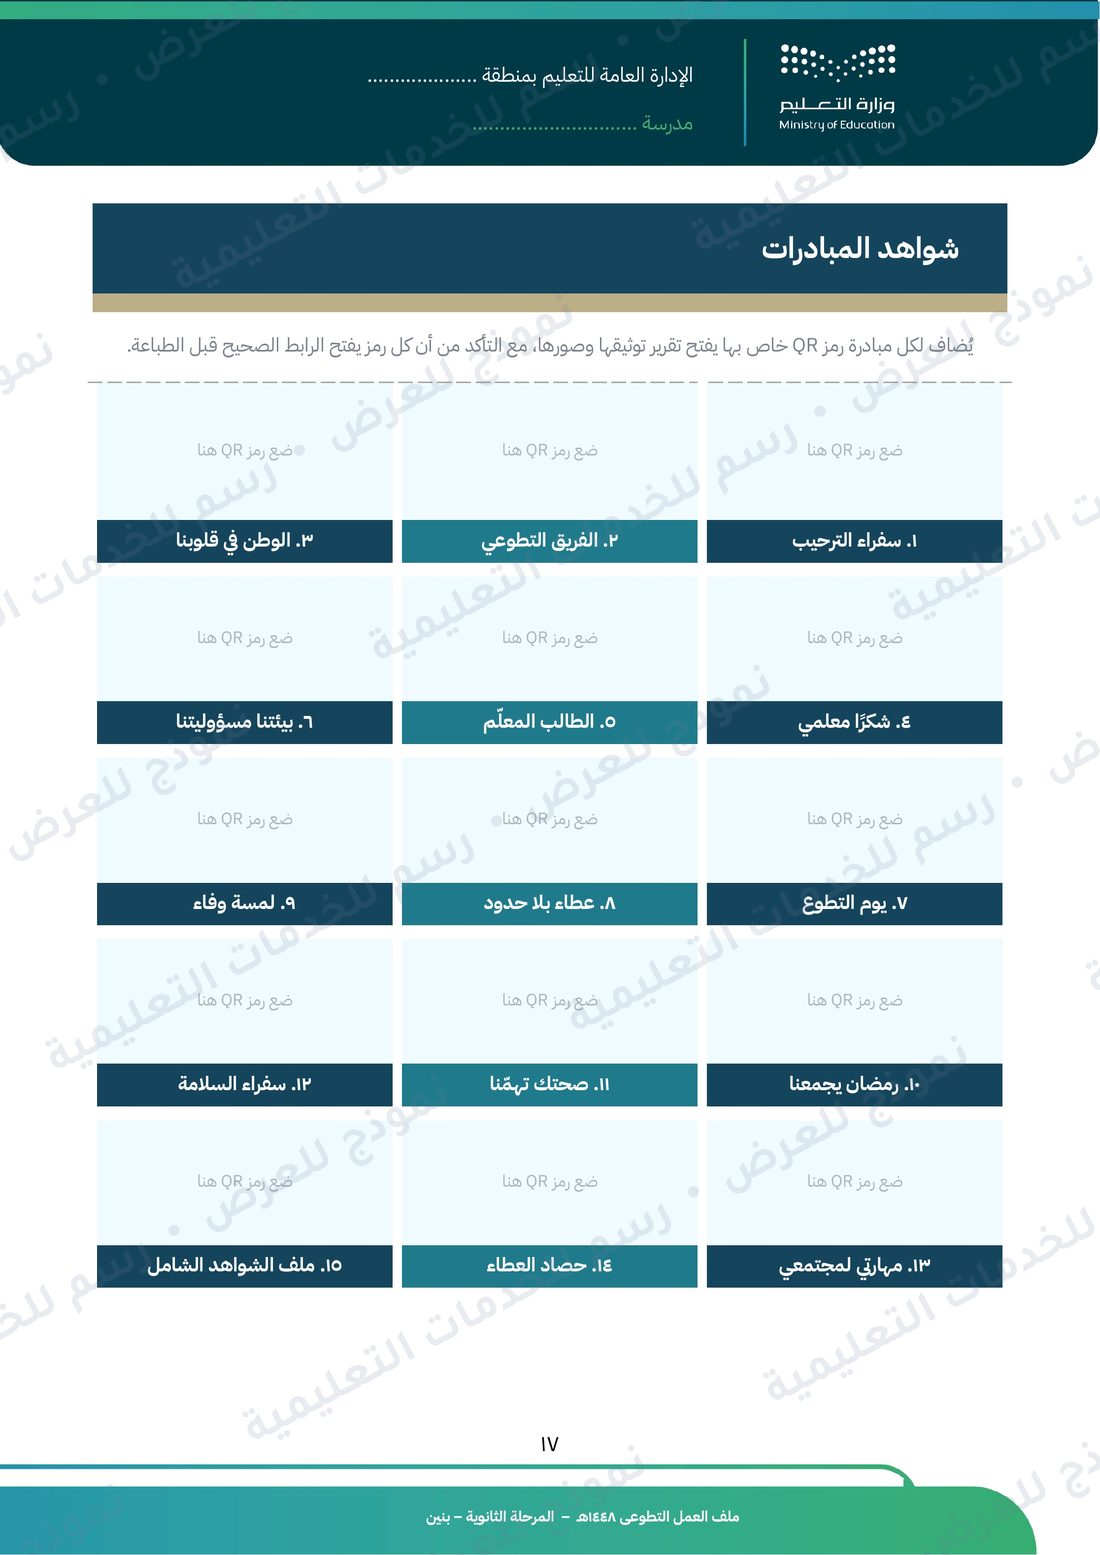 الإدارة العامة للتعليم بمنطقة ....................
مدرسة ..............................
وزارة التعليم
Ministry of Education
شواهد المبادرات
يُضاف لكل مبادرة رمز QR خاص بها يفتح تقرير توثيقها وصورها، مع التأكد من أن كل رمز يفتح الرابط الصحيح قبل الطباعة.
ضع رمز QR هنا
ضع رمز QR هنا
ضع رمز QR هنا
١. سفراء الترحيب
٢. الفريق التطوعي
٣. الوطن في قلوبنا
ضع رمز QR هنا
ضع رمز QR هنا
ضع رمز QR هنا
٤. شكرًا معلمي
٥. الطالب المعلّم
٦. بيئتنا مسؤوليتنا
ضع رمز QR هنا
ضع رمز QR هنا
ضع رمز QR هنا
٧. يوم التطوع
٨. عطاء بلا حدود
٩. لمسة وفاء
ضع رمز QR هنا
ضع رمز QR هنا
ضع رمز QR هنا
١٠. رمضان يجمعنا
١١. صحتك تهمّنا
١٢. سفراء السلامة
ضع رمز QR هنا
ضع رمز QR هنا
ضع رمز QR هنا
١٣. مهارتي لمجتمعي
١٤. حصاد العطاء
١٥. ملف الشواهد الشامل
١٧
ملف العمل التطوعي ١٤٤٨هـ – المرحلة الثانوية – بنين
نموذج للعرض • رسم للخدمات التعليمية